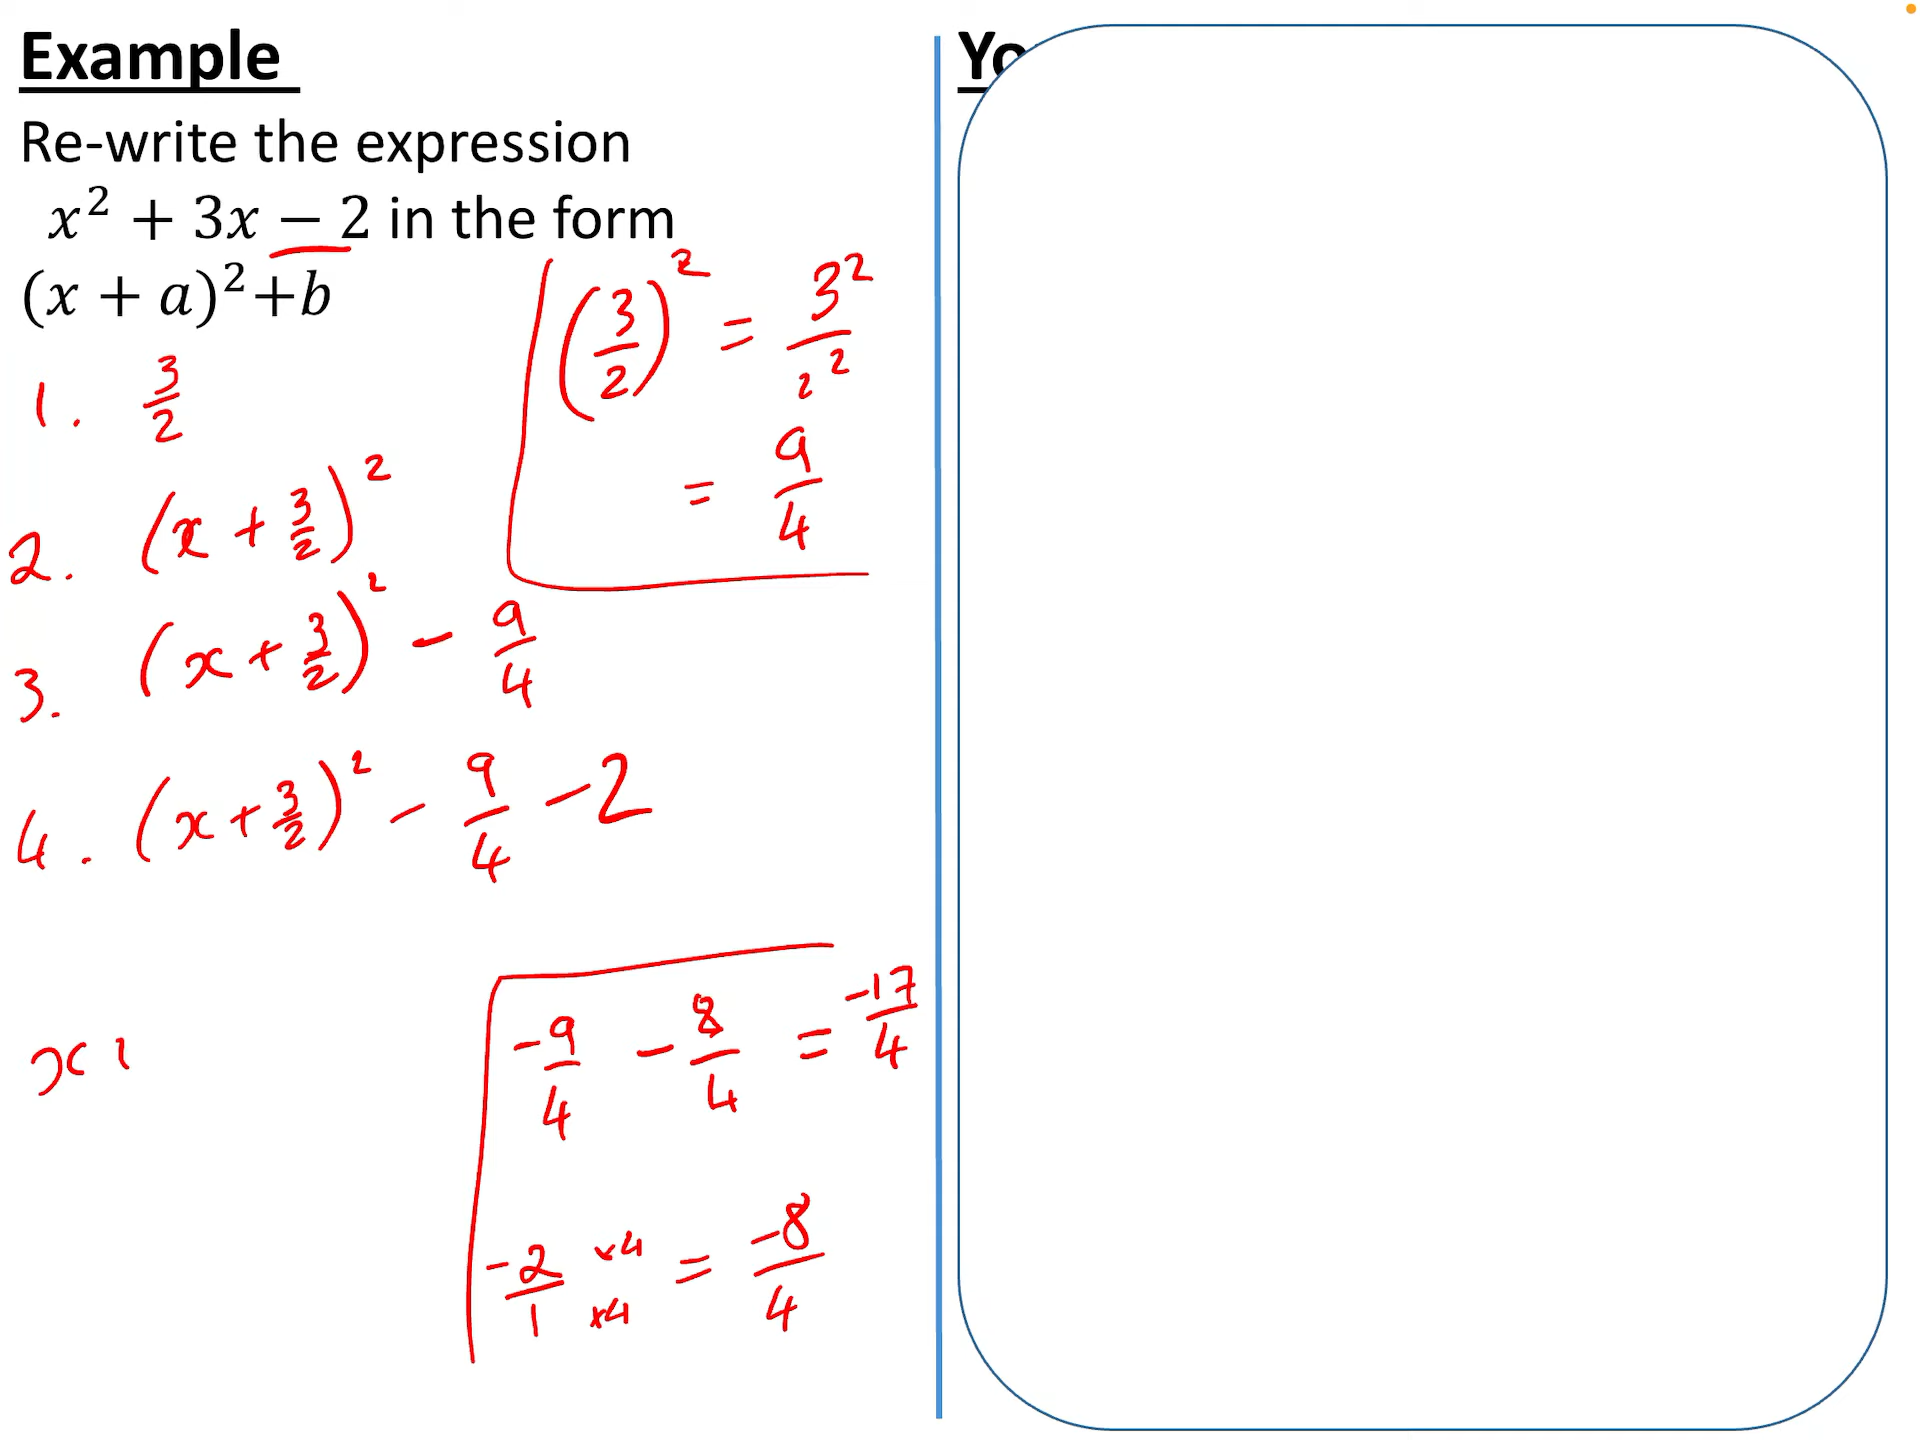 Example
Re-write the expression
x² + 3x − 2 in the form
(x + a)²+b
1. 3/2
2. (x + 3/2)²
3. (x + 3/2)² - 9/4
4. (x + 3/2)² - 9/4 - 2
x
(3/2)² = 3²/2²
= 9/4
-9/4 - 8/4 = -17/4
-2/1 ×4 ×4 = -8/4
Yo